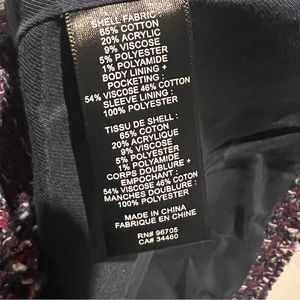 SHELL FABRIC
65% COTTON
20% ACRYLIC
9% VISCOSE
5% POLYESTER
1% POLYAMIDE
BODY LINING +
POCKETING :
54% VISCOSE 46% COTTON
SLEEVE LINING :
100% POLYESTER
TISSU DE SHELL :
65% COTON
20% ACRYLIQUE
9% VISCOSE
5% POLYESTER
1% POLYAMIDE
CORPS DOUBLURE +
EMPOCHANT :
54% VISCOSE 46% COTON
MANCHES DOUBLURE :
100% POLYESTER
MADE IN CHINA
FABRIQUE EN CHINE
RN# 96705
CA# 34460